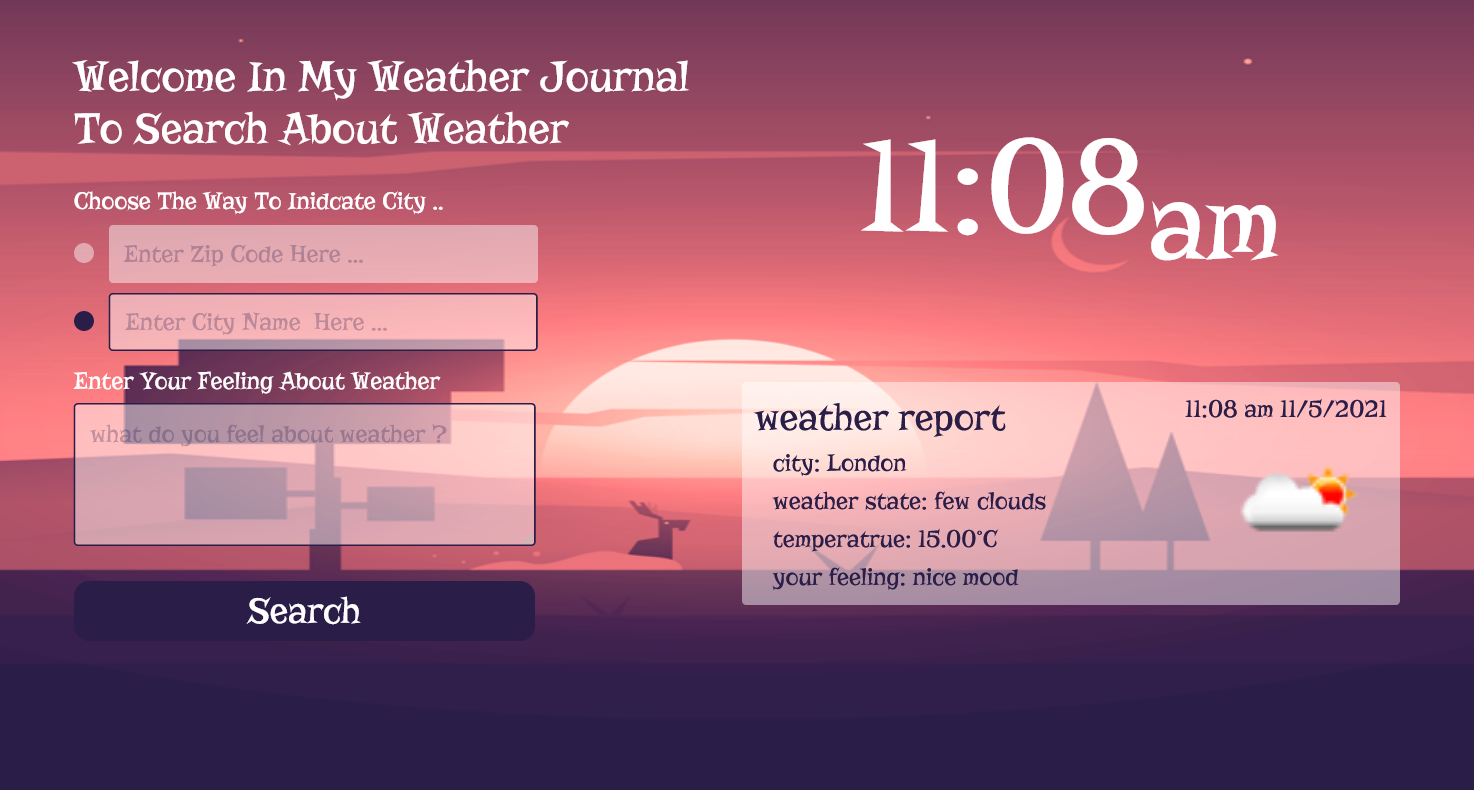 Welcome In My Weather Journal
To Search About Weather
Choose The Way To Inidcate City ..
Enter Zip Code Here ...
Enter City Name  Here ...
Enter Your Feeling About Weather
what do you feel about weather ?
Search
11:08am
weather report
11:08 am 11/5/2021
city: London
weather state: few clouds
temperatrue: 15.00°C
your feeling: nice mood